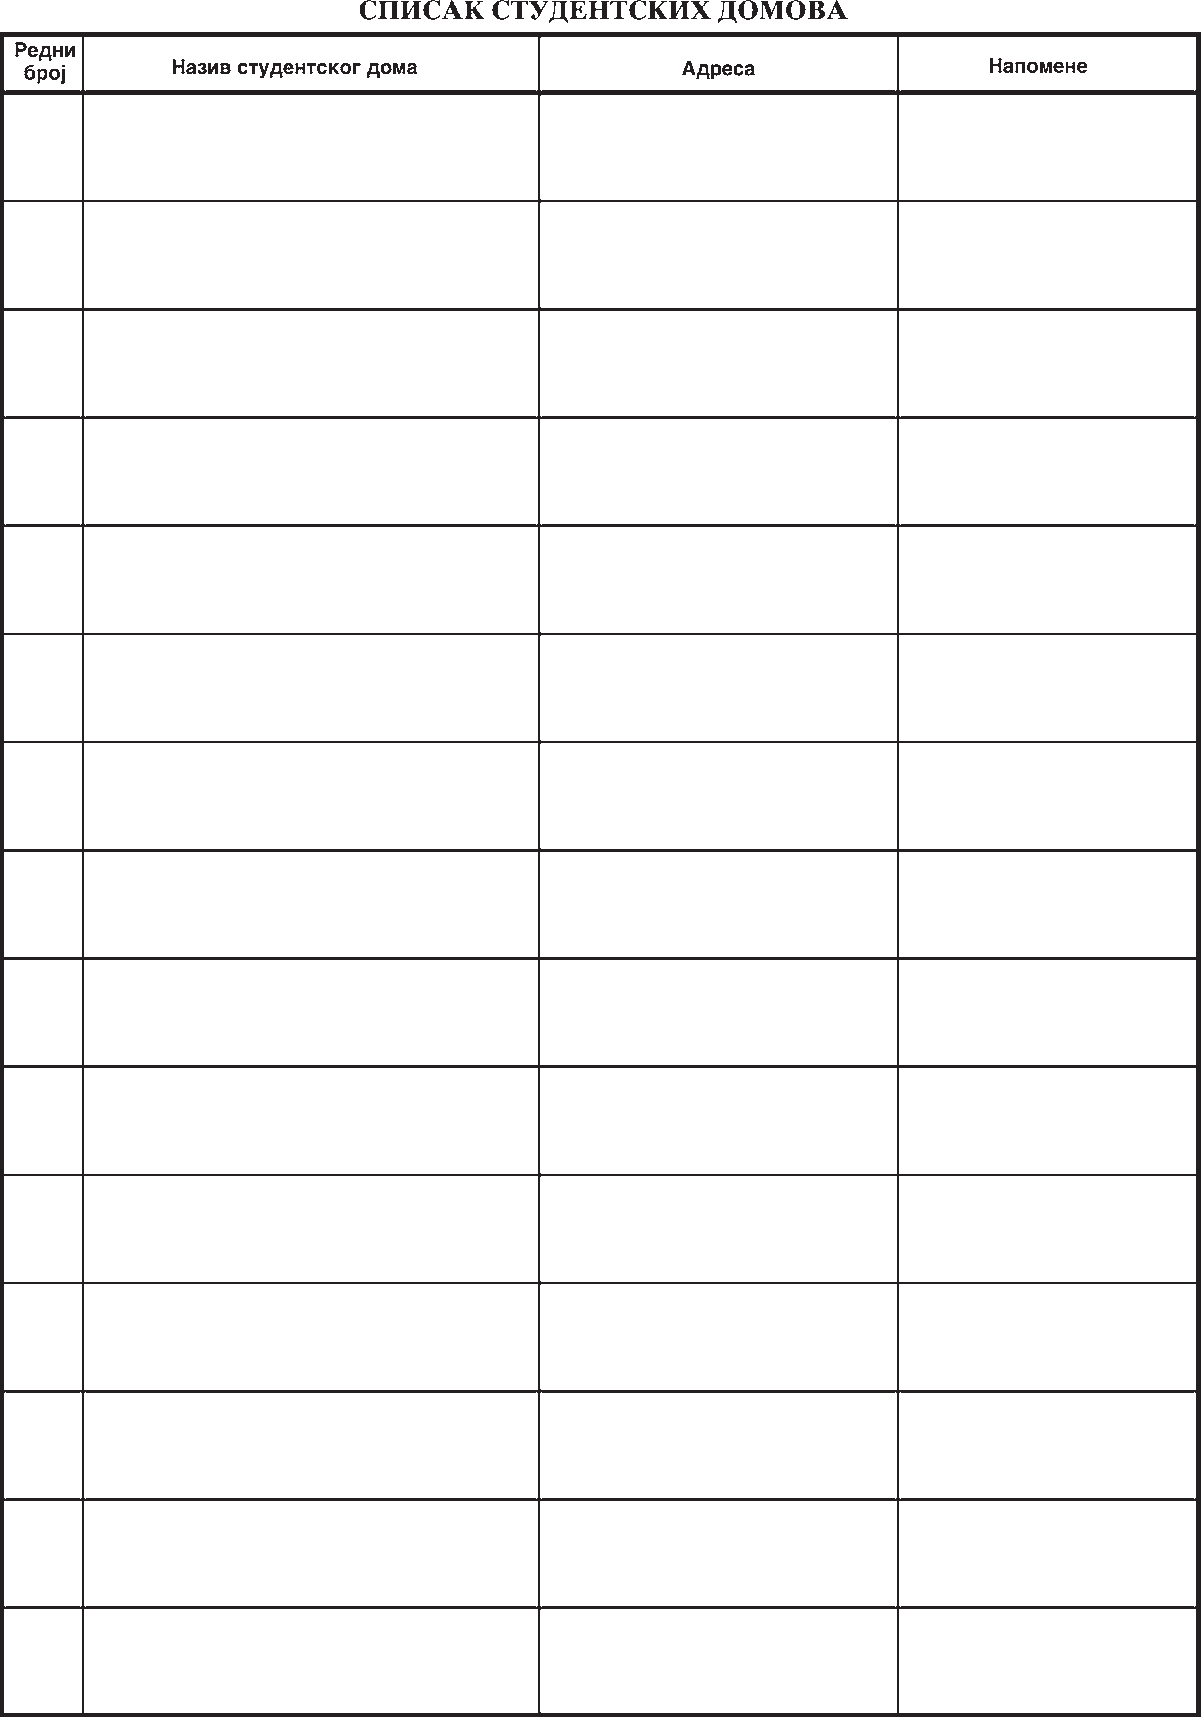 СПИСАК СТУДЕНТСКИХ ДОМОВА
Редни
број
Назив студентског дома
Адреса
Напомене